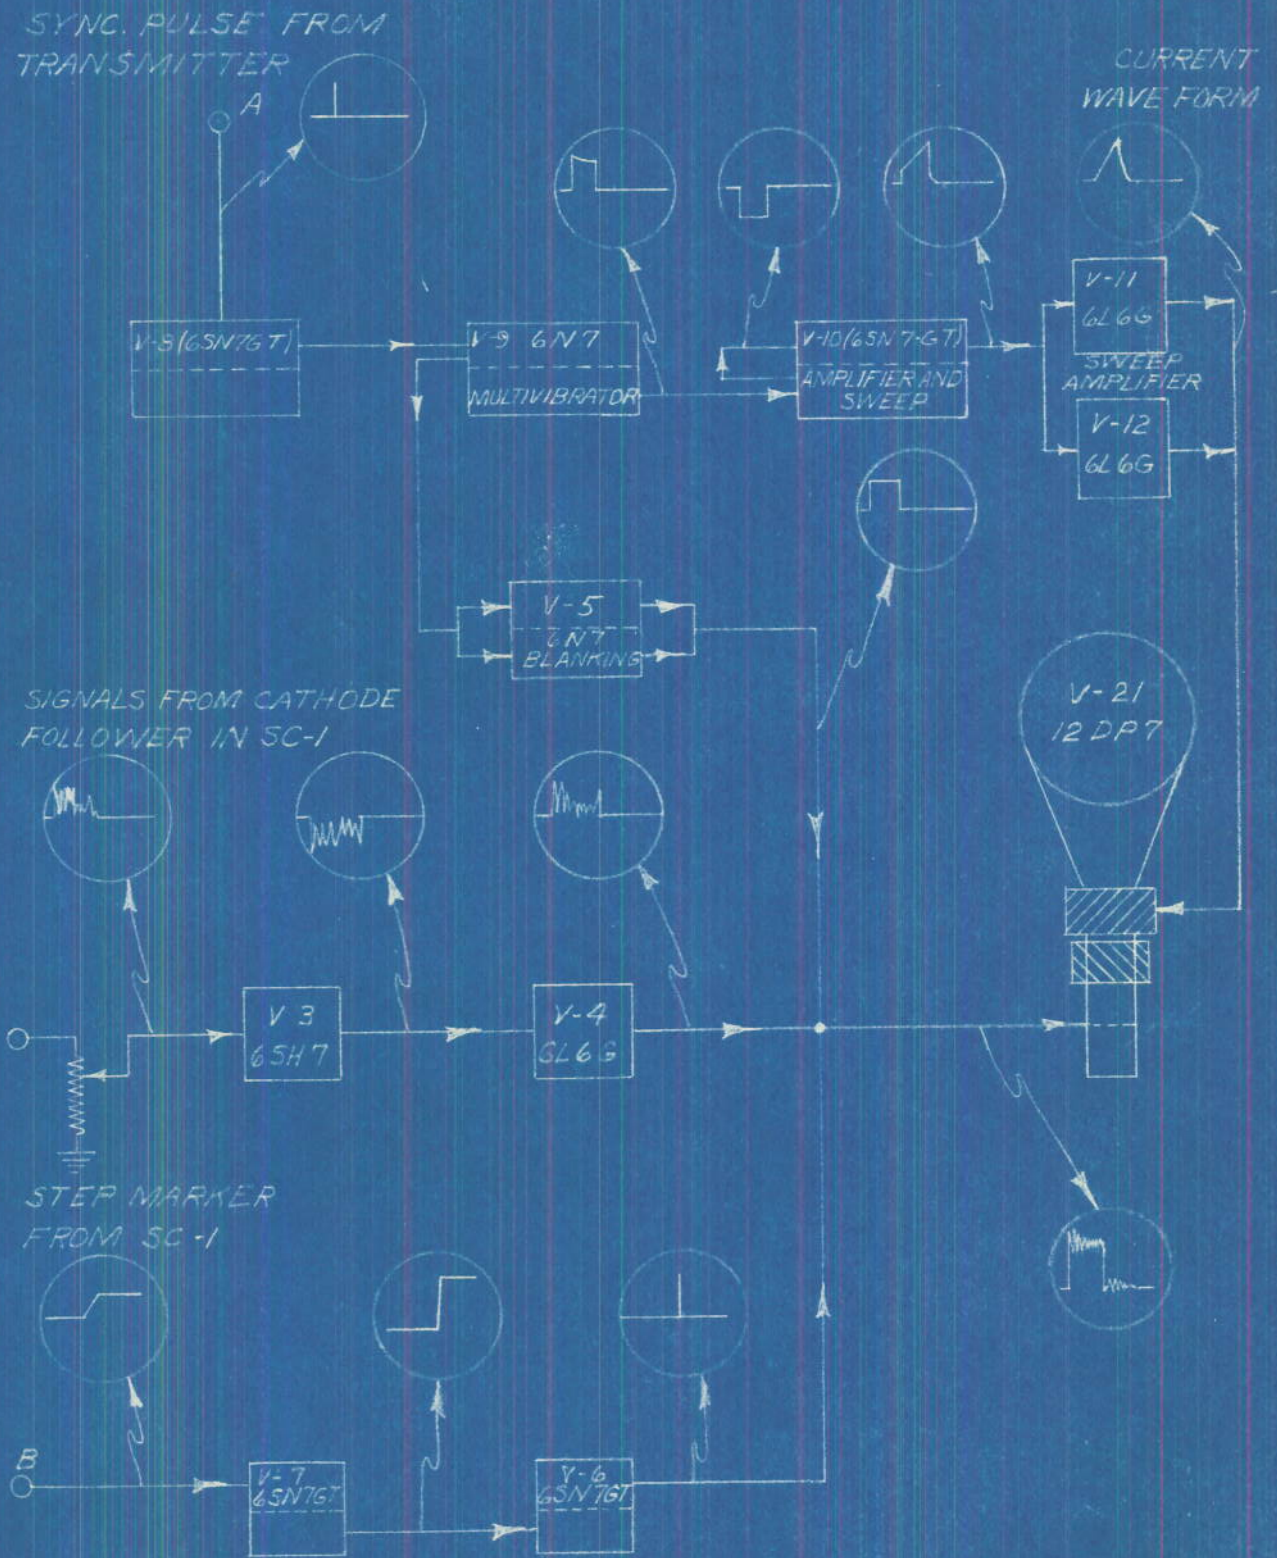 SYNC. PULSE FROM
TRANSMITTER
A
CURRENT
WAVE FORM
V-8(6SN7GT)
V-9 6N7
MULTIVIBRATOR
V-10(6SN7-GT)
AMPLIFIER AND
SWEEP
V-11
6L6G
SWEEP
AMPLIFIER
V-12
6L6G
V-5
6N7
BLANKING
V-21
12DP7
SIGNALS FROM CATHODE
FOLLOWER IN SC-1
V 3
6SH7
V-4
6L6G
STEP MARKER
FROM SC-1
B
V-7
6SN7GT
V-6
6SN7GT